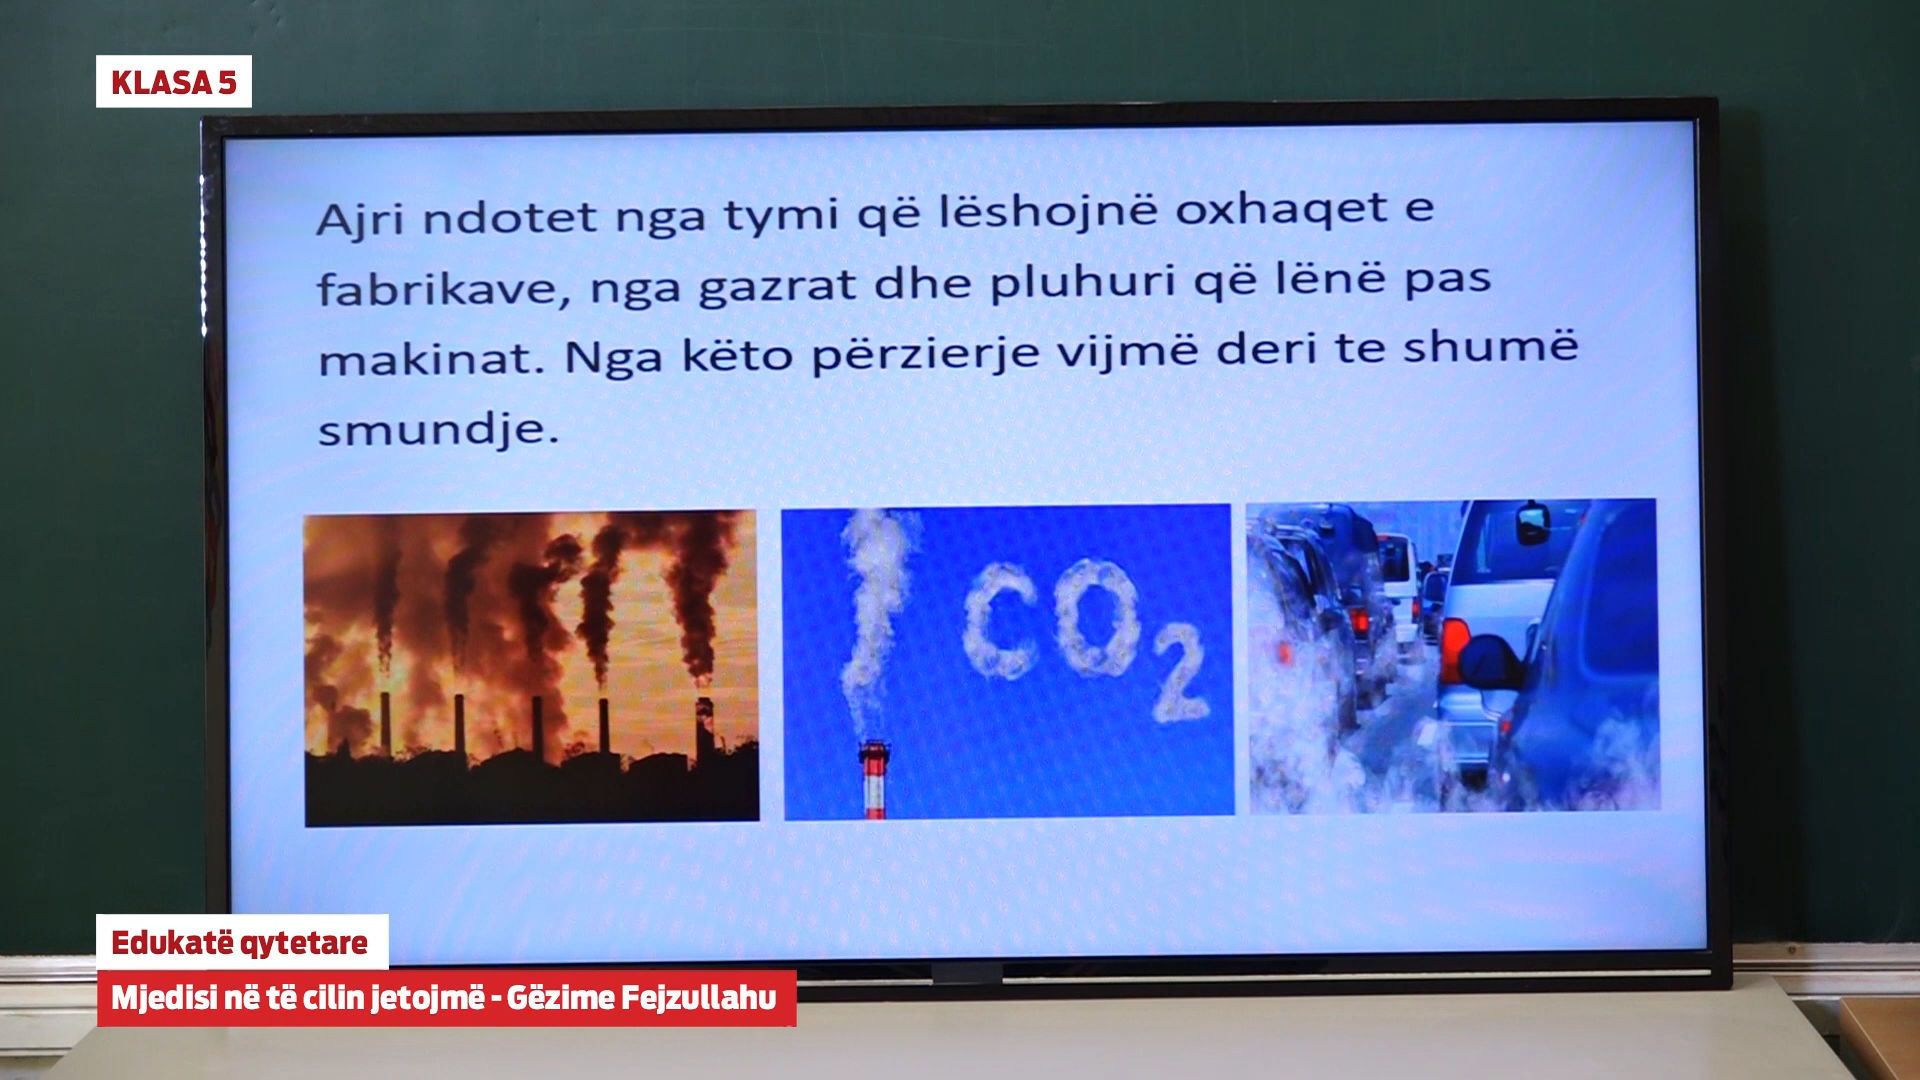 KLASA 5
Ajri ndotet nga tymi që lëshojnë oxhaqet e
fabrikave, nga gazrat dhe pluhuri që lënë pas
makinat. Nga këto përzierje vijmë deri te shumë
smundje.
CO2
Edukatë qytetare
Mjedisi në të cilin jetojmë - Gëzime Fejzullahu